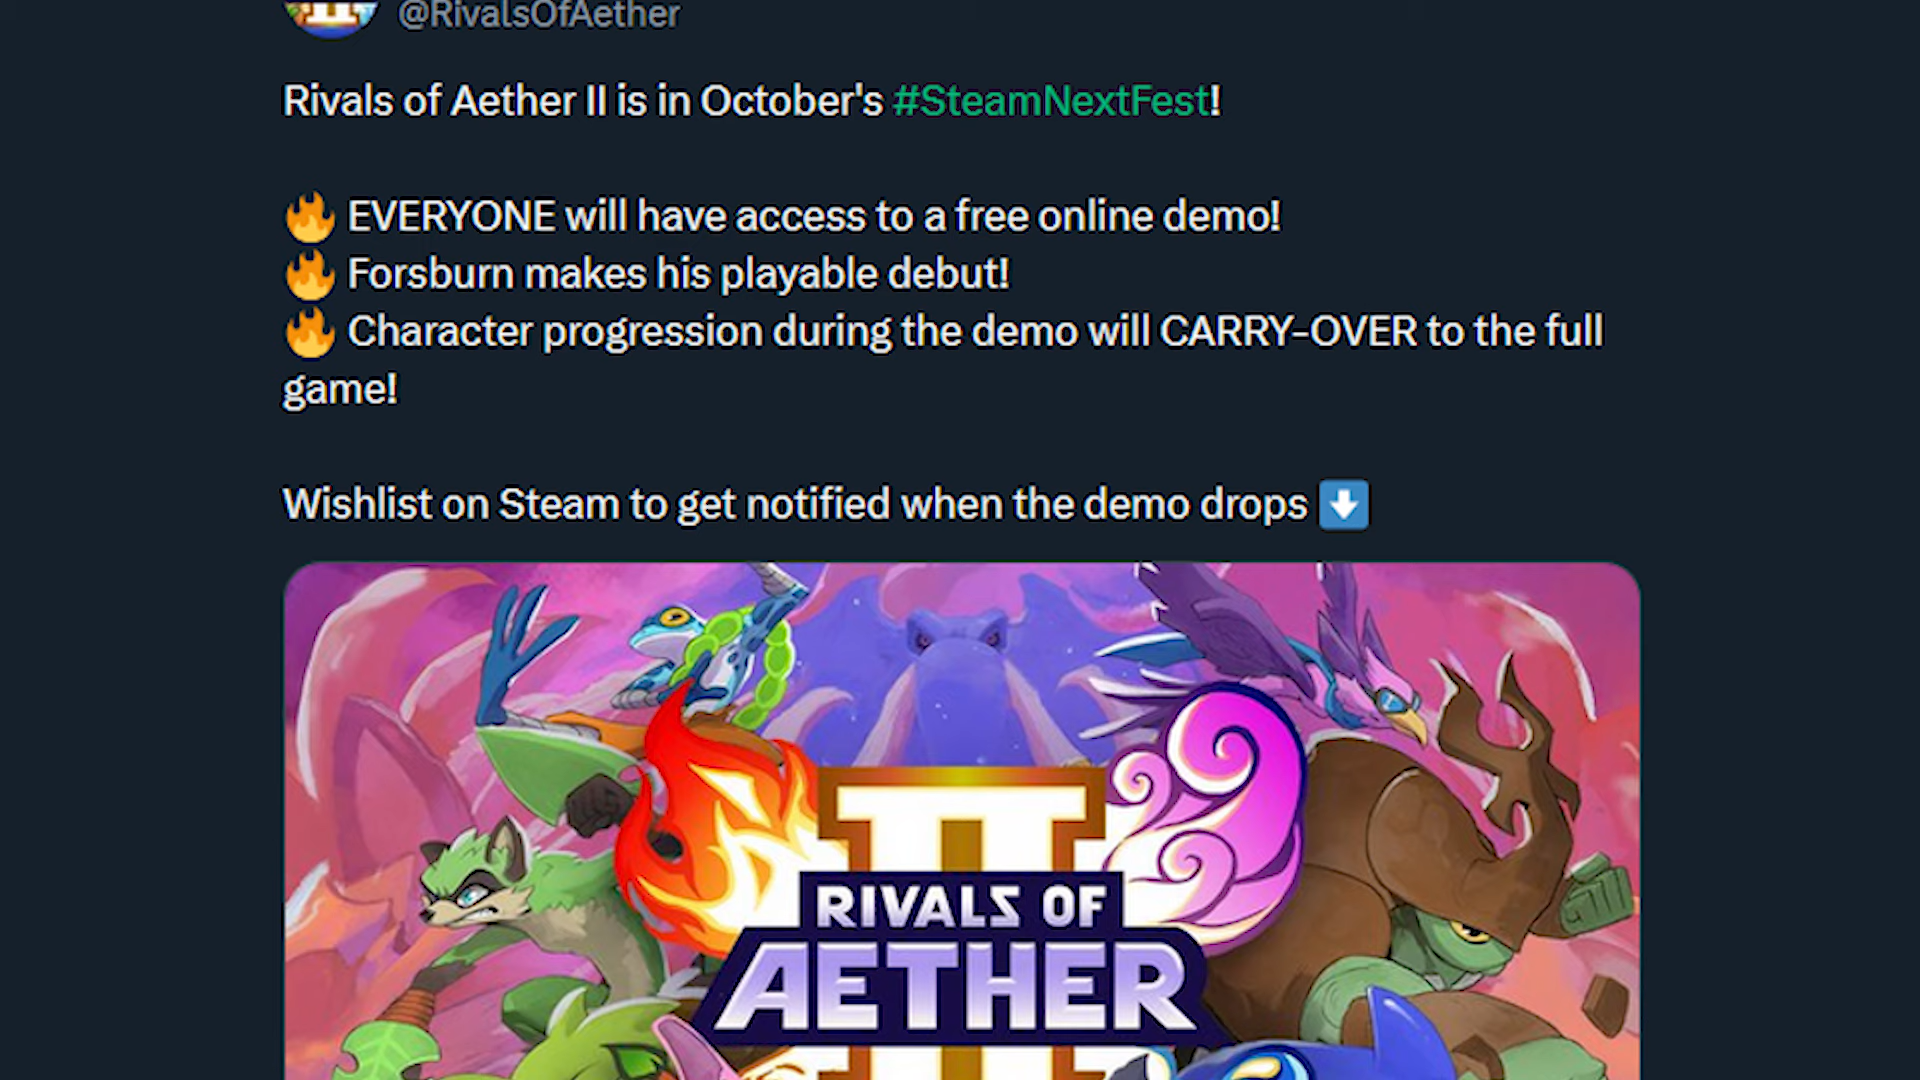 @RivalsOfAether
Rivals of Aether II is in October's #SteamNextFest!
🔥 EVERYONE will have access to a free online demo!
🔥 Forsburn makes his playable debut!
🔥 Character progression during the demo will CARRY-OVER to the full
game!
Wishlist on Steam to get notified when the demo drops ⬇️
II
RIVALS OF
AETHER